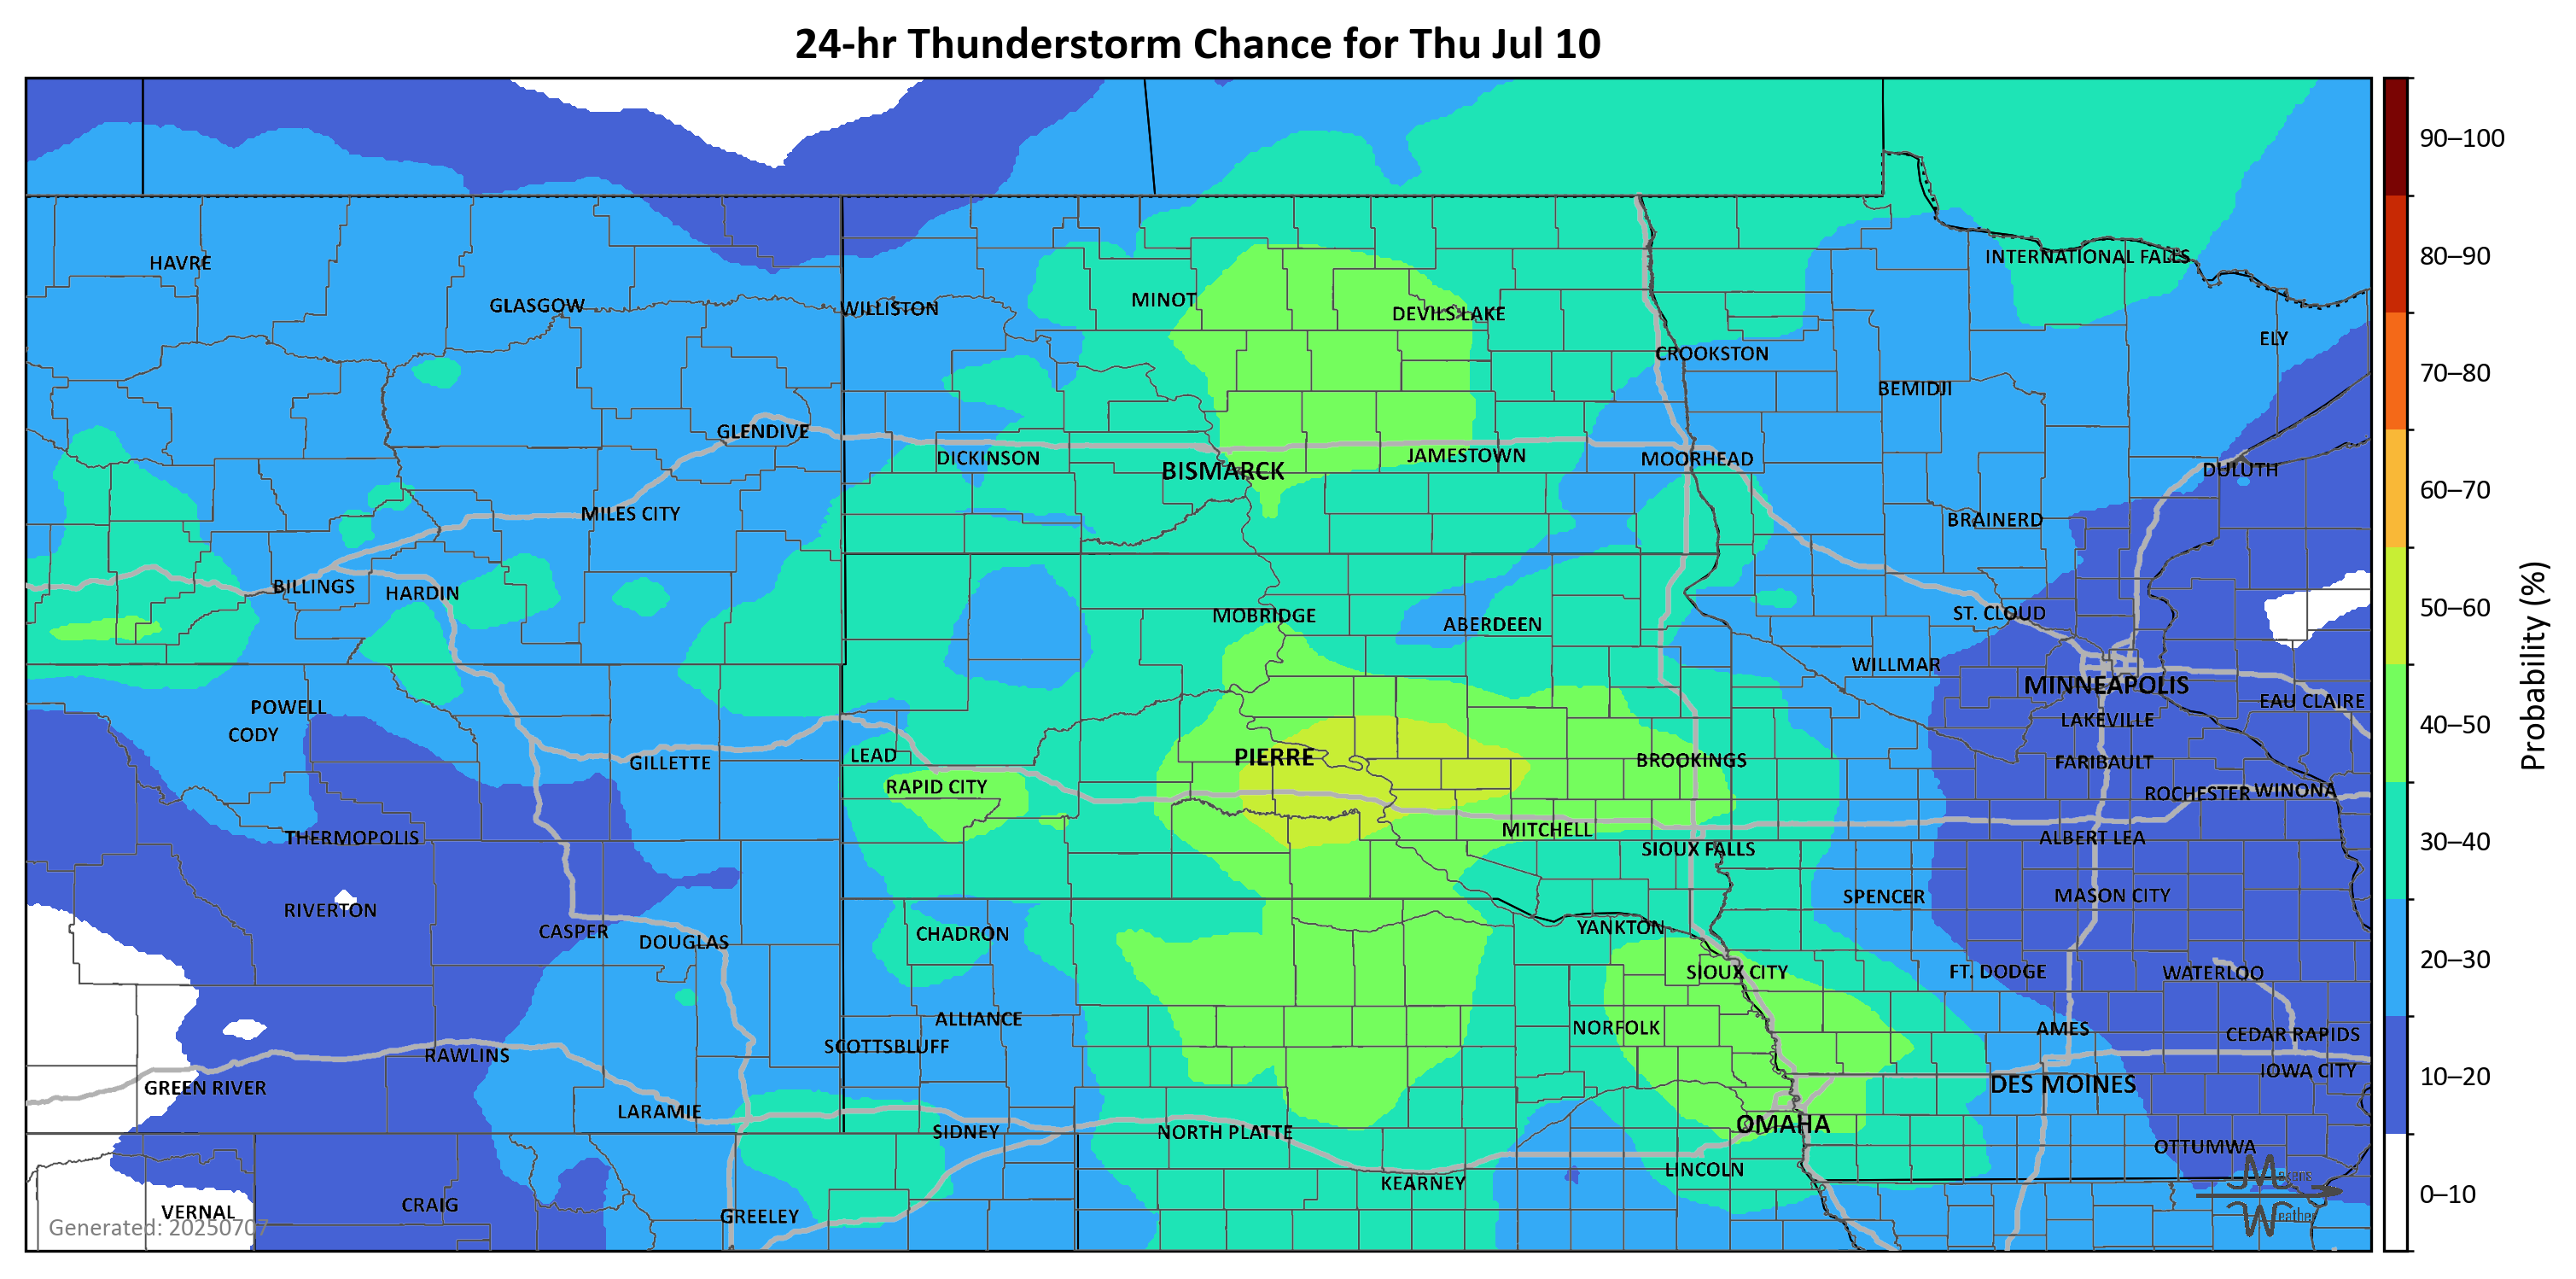 24-hr Thunderstorm Chance for Thu Jul 10
90–100
80–90
70–80
60–70
50–60
40–50
30–40
20–30
10–20
0–10
Probability (%)
HAVRE
INTERNATIONAL FALLS
GLASGOW
WILLISTON
MINOT
DEVILS LAKE
ELY
CROOKSTON
BEMIDJI
GLENDIVE
DICKINSON
BISMARCK
JAMESTOWN
MOORHEAD
DULUTH
MILES CITY
BRAINERD
BILLINGS
HARDIN
MOBRIDGE
ABERDEEN
ST. CLOUD
WILLMAR
MINNEAPOLIS
POWELL
EAU CLAIRE
CODY
LAKEVILLE
GILLETTE
LEAD
PIERRE
BROOKINGS
FARIBAULT
RAPID CITY
ROCHESTER
WINONA
THERMOPOLIS
MITCHELL
ALBERT LEA
SIOUX FALLS
RIVERTON
SPENCER
MASON CITY
CASPER
DOUGLAS
CHADRON
YANKTON
SIOUX CITY
FT. DODGE
WATERLOO
ALLIANCE
NORFOLK
AMES
CEDAR RAPIDS
RAWLINS
SCOTTSBLUFF
GREEN RIVER
DES MOINES
IOWA CITY
LARAMIE
SIDNEY
NORTH PLATTE
OMAHA
OTTUMWA
LINCOLN
KEARNEY
VERNAL
CRAIG
GREELEY
Generated: 20250707
Makens
Weather